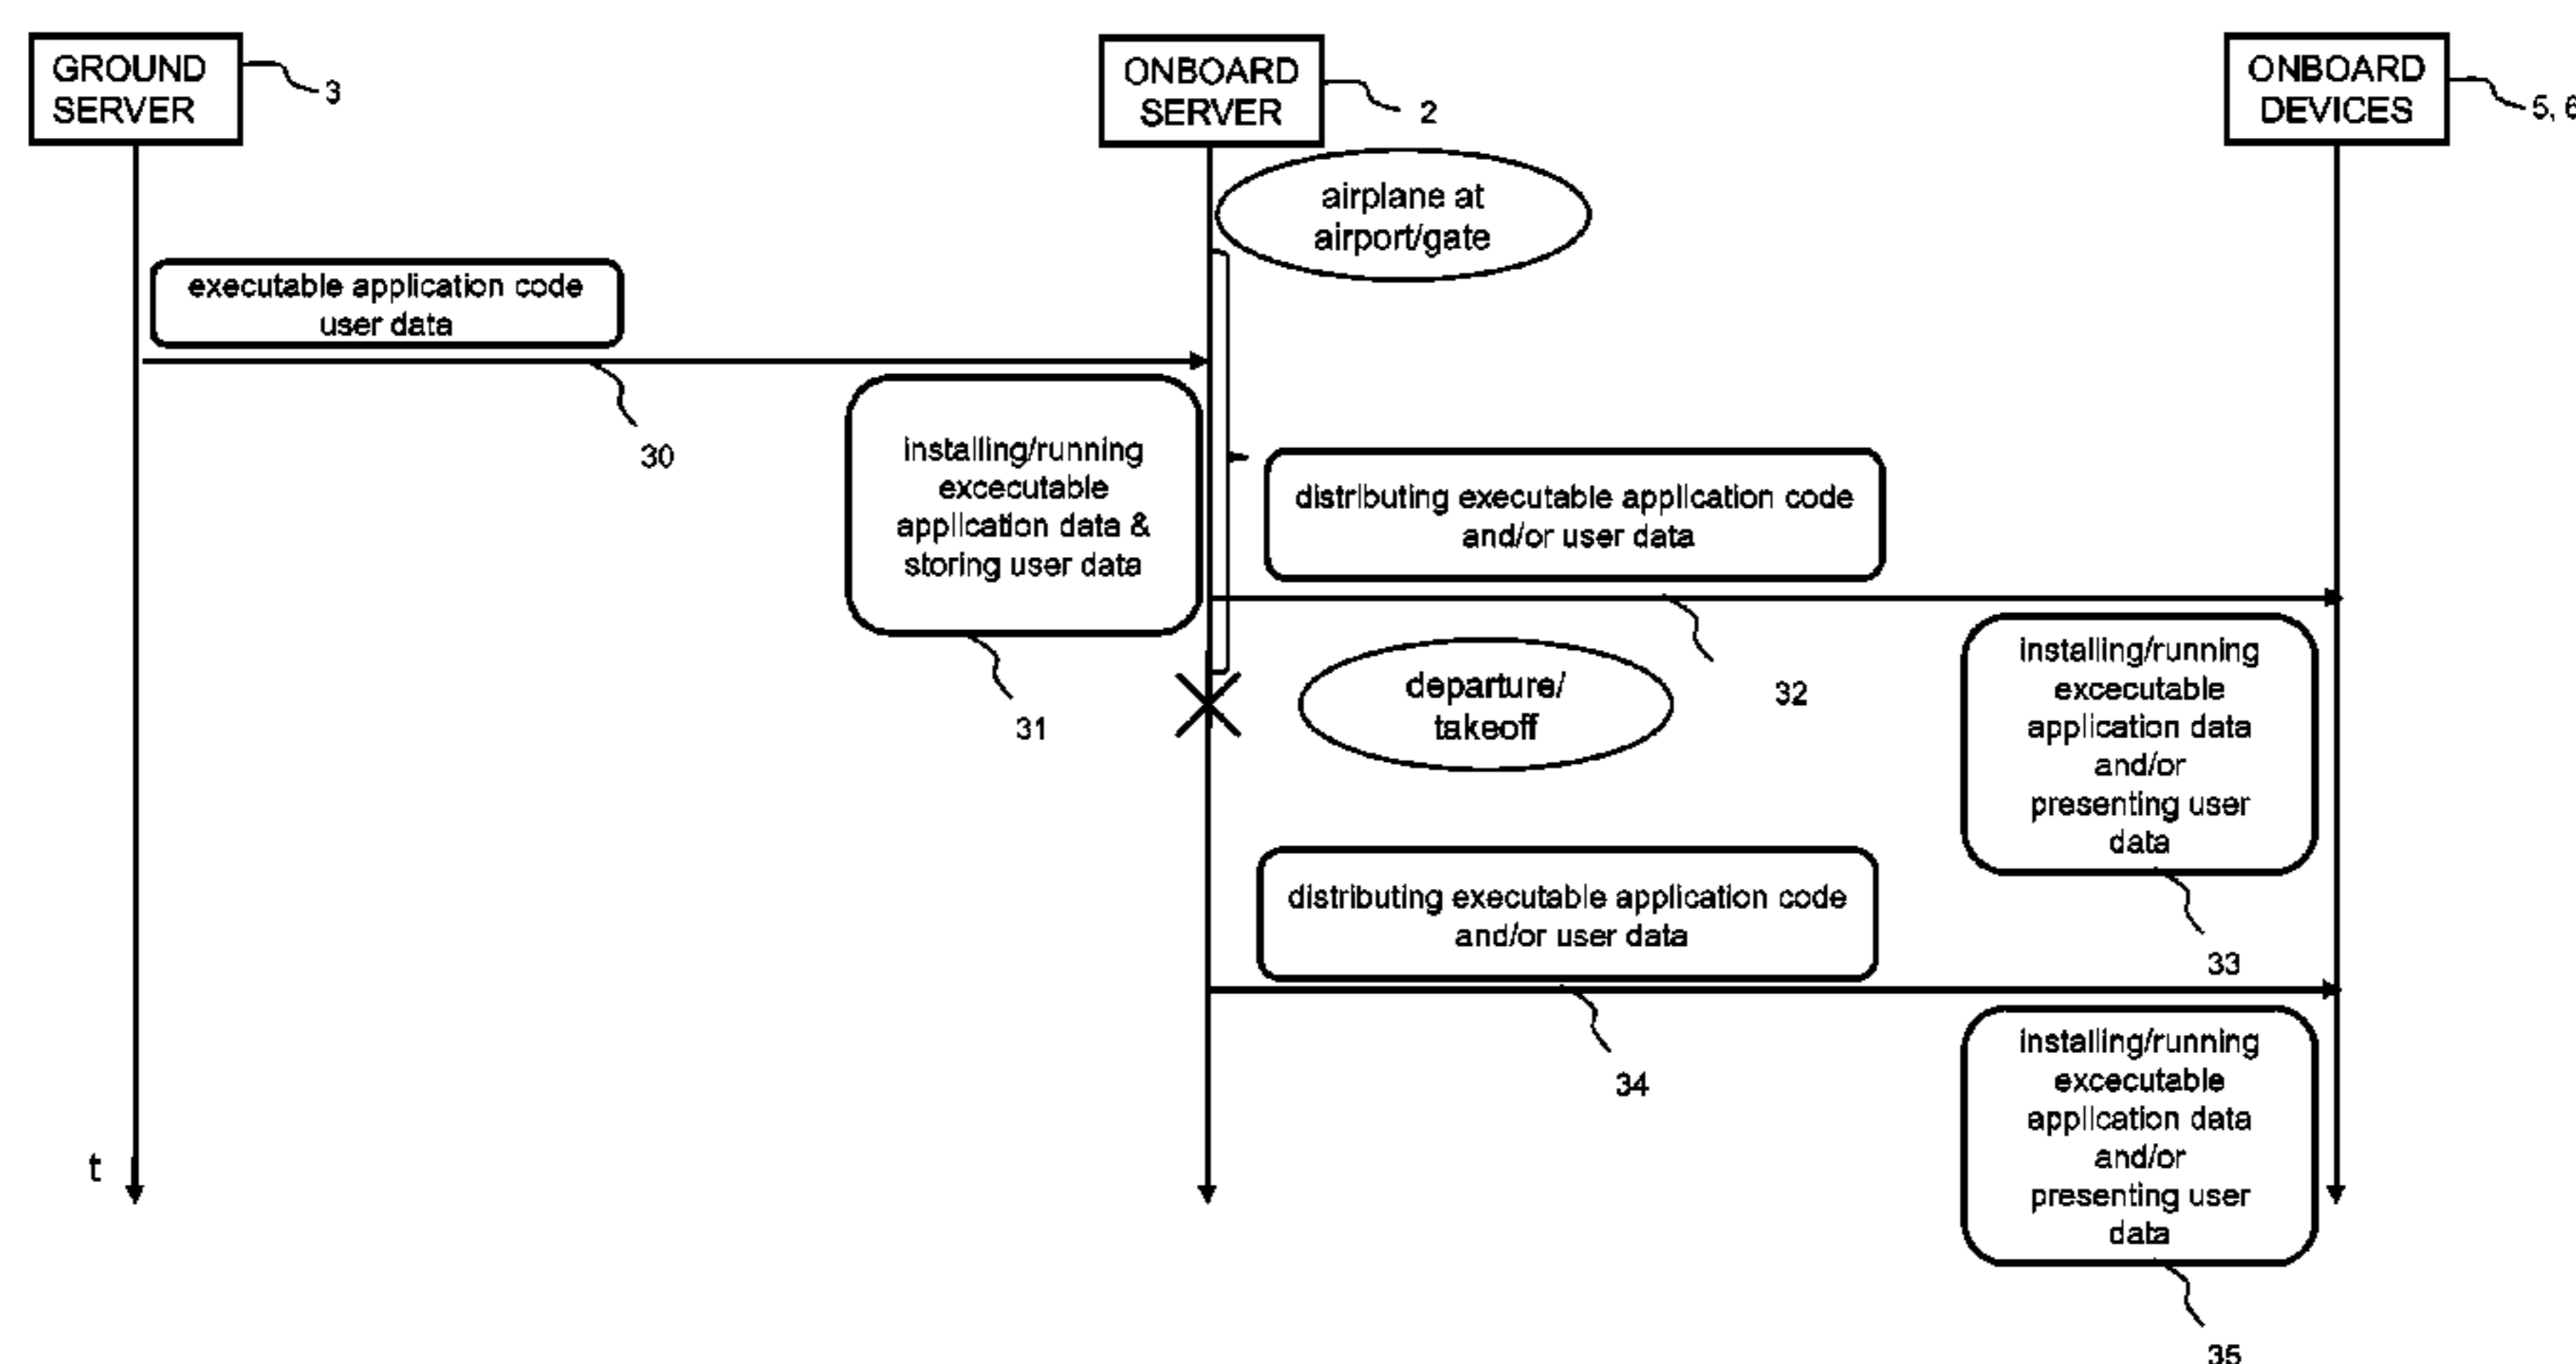 GROUND
SERVER
3
ONBOARD
SERVER
2
ONBOARD
DEVICES
5, 6
airplane at
airport/gate
executable application code
user data
30
installing/running
excecutable
application data &
storing user data
31
distributing executable application code
and/or user data
32
departure/
takeoff
installing/running
excecutable
application data
and/or
presenting user
data
33
distributing executable application code
and/or user data
34
installing/running
excecutable
application data
and/or
presenting user
data
35
t